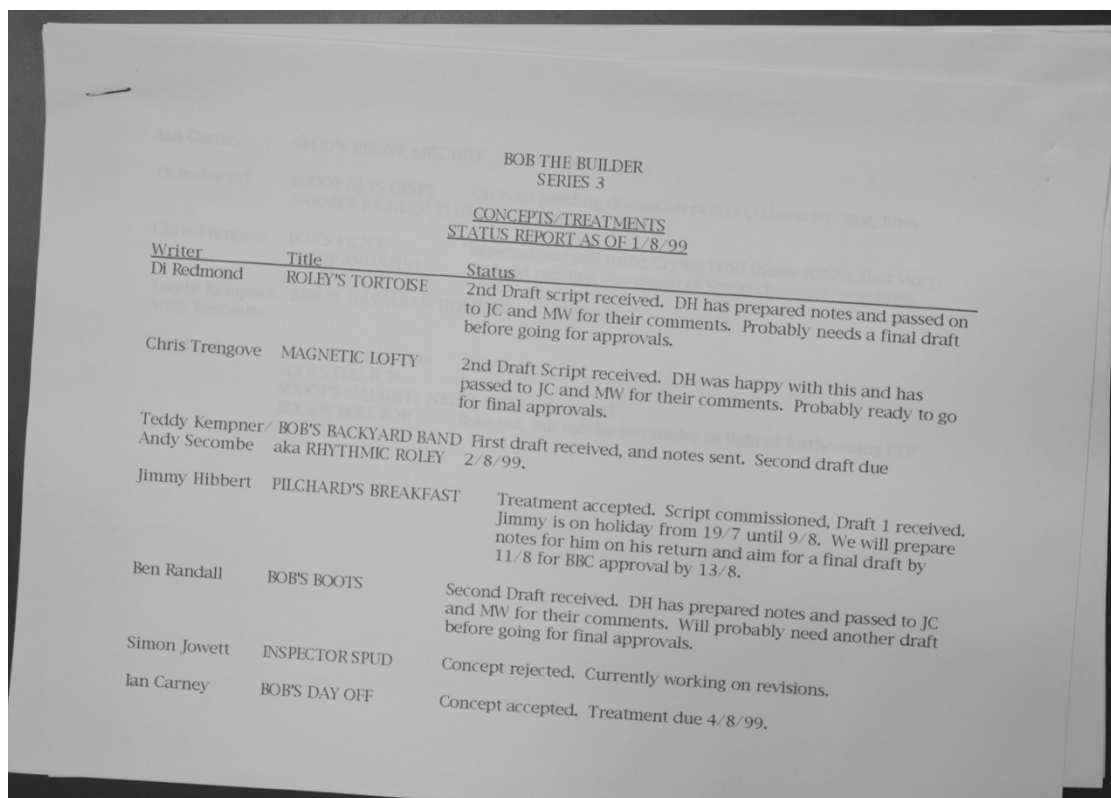 BOB THE BUILDER
SERIES 3
CONCEPTS/TREATMENTS
STATUS REPORT AS OF 1/8/99
Writer Title Status
Di Redmond ROLEY'S TORTOISE 2nd Draft script received. DH has prepared notes and passed on
to JC and MW for their comments. Probably needs a final draft
before going for approvals.
Chris Trengove MAGNETIC LOFTY 2nd Draft Script received. DH was happy with this and has
passed to JC and MW for their comments. Probably ready to go
for final approvals.
Teddy Kempner/ BOB'S BACKYARD BAND First draft received, and notes sent. Second draft due
Andy Secombe aka RHYTHMIC ROLEY 2/8/99.
Jimmy Hibbert PILCHARD'S BREAKFAST Treatment accepted. Script commissioned, Draft 1 received.
Jimmy is on holiday from 19/7 until 9/8. We will prepare
notes for him on his return and aim for a final draft by
11/8 for BBC approval by 13/8.
Ben Randall BOB'S BOOTS Second Draft received. DH has prepared notes and passed to JC
and MW for their comments. Will probably need another draft
before going for final approvals.
Simon Jowett INSPECTOR SPUD Concept rejected. Currently working on revisions.
Ian Carney BOB'S DAY OFF Concept accepted. Treatment due 4/8/99.